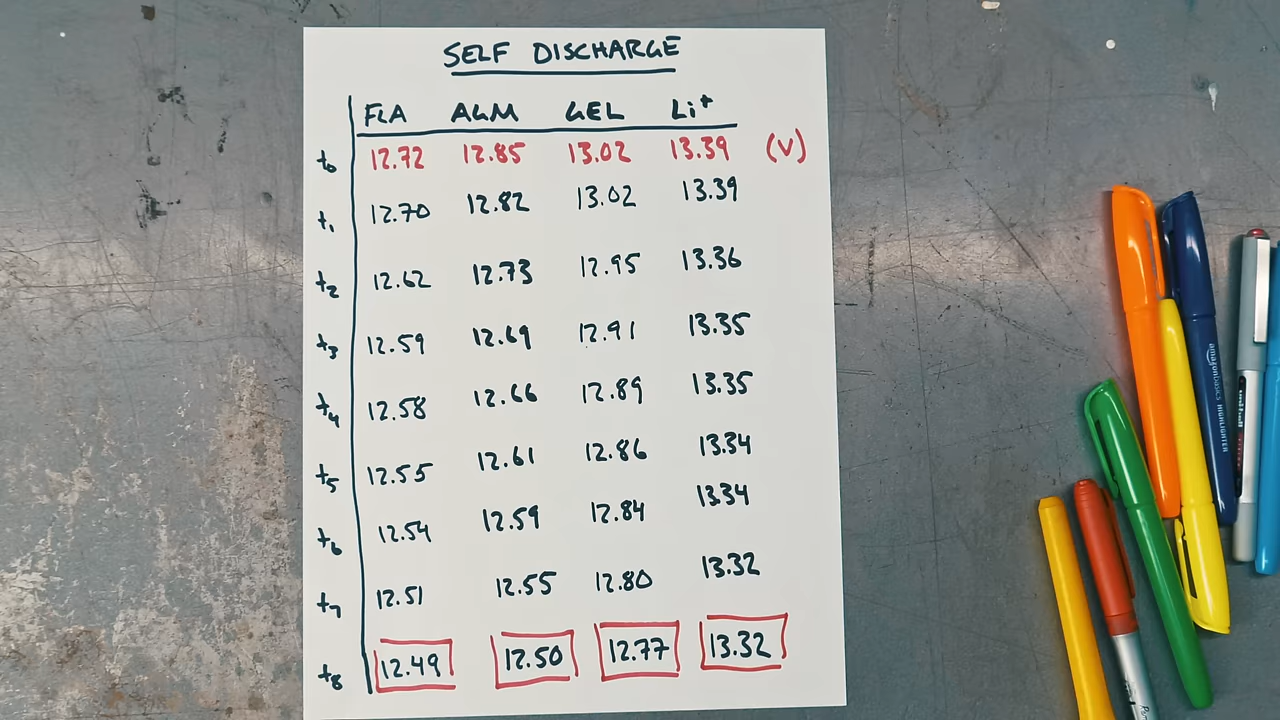 SELF DISCHARGE
FLA AGM GEL Li+
t0 12.72 12.85 13.02 13.39 (V)
t1 12.70 12.82 13.02 13.39
t2 12.62 12.73 12.95 13.36
t3 12.59 12.69 12.91 13.35
t4 12.58 12.66 12.89 13.35
t5 12.55 12.61 12.86 13.34
t6 12.54 12.59 12.84 13.34
t7 12.51 12.55 12.80 13.32
t8 12.49 12.50 12.77 13.32
amazonbasics HIGHLIGHTER